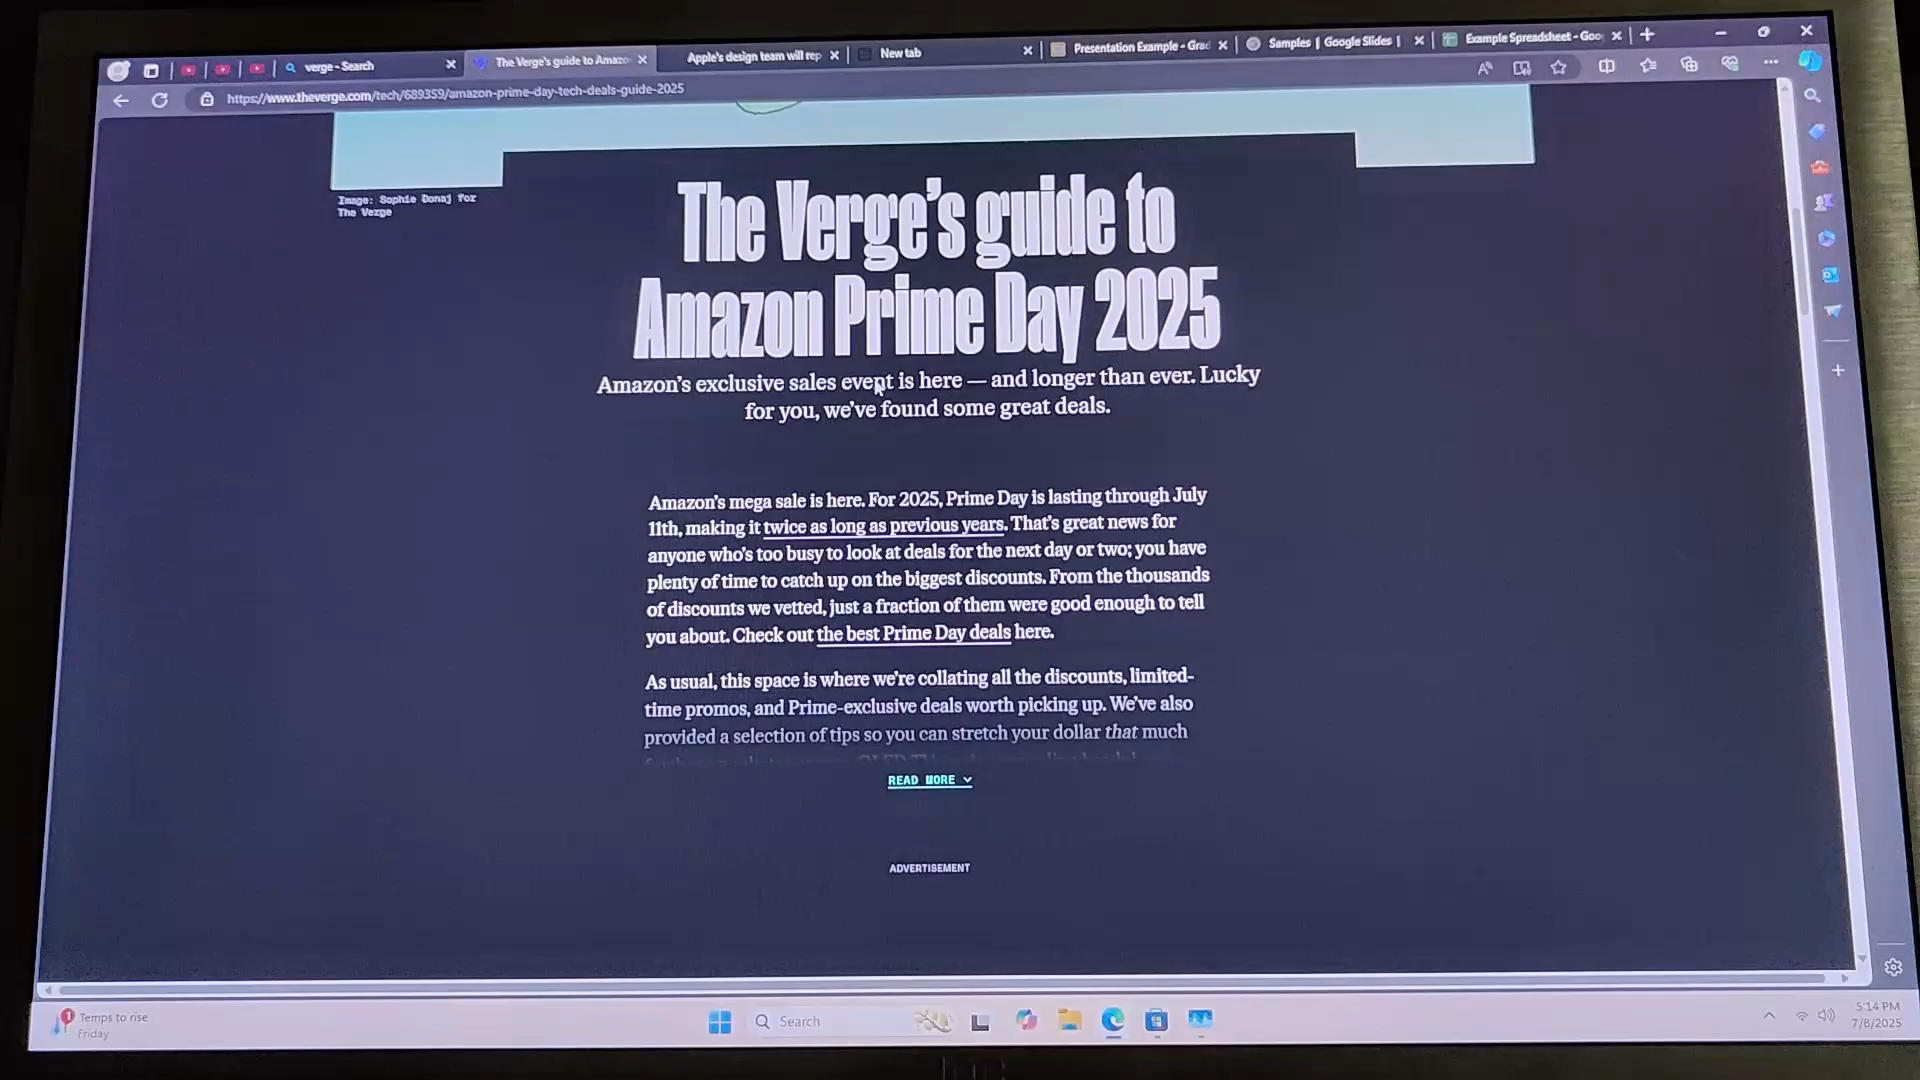 verge - Search
The Verge's guide to Amazo
Apple's design team will rep
New tab
Presentation Example - Grad
Samples | Google Slides |
Example Spreadsheet - Goo
https://www.theverge.com/tech/689359/amazon-prime-day-tech-deals-guide-2025
Image: Sophie Donaj for
The Verge
The Verge's guide to
Amazon Prime Day 2025
Amazon's exclusive sales event is here — and longer than ever. Lucky
for you, we've found some great deals.
Amazon's mega sale is here. For 2025, Prime Day is lasting through July
11th, making it twice as long as previous years. That's great news for
anyone who's too busy to look at deals for the next day or two; you have
plenty of time to catch up on the biggest discounts. From the thousands
of discounts we vetted, just a fraction of them were good enough to tell
you about. Check out the best Prime Day deals here.
As usual, this space is where we're collating all the discounts, limited-
time promos, and Prime-exclusive deals worth picking up. We've also
provided a selection of tips so you can stretch your dollar that much
READ MORE
ADVERTISEMENT
1
Temps to rise
Friday
Search
5:14 PM
7/8/2025